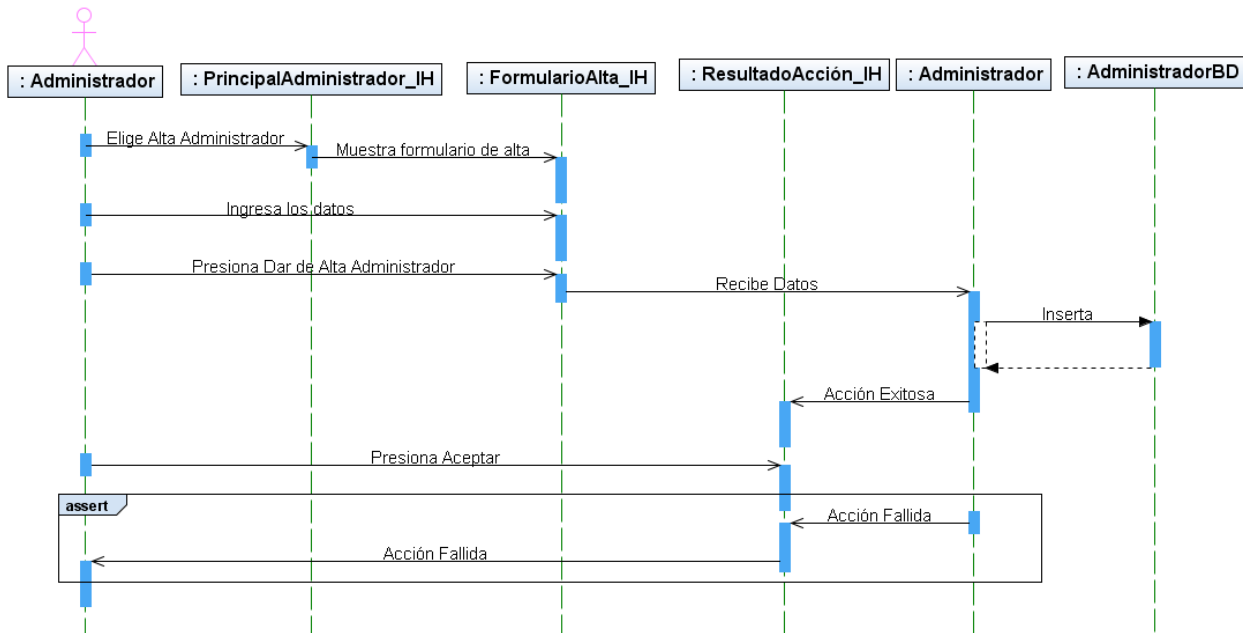 : Administrador
: PrincipalAdministrador_IH
: FormularioAlta_IH
: ResultadoAcción_IH
: Administrador
: AdministradorBD
Elige Alta Administrador
Muestra formulario de alta
Ingresa los datos
Presiona Dar de Alta Administrador
Recibe Datos
Inserta
Acción Exitosa
Presiona Aceptar
assert
Acción Fallida
Acción Fallida